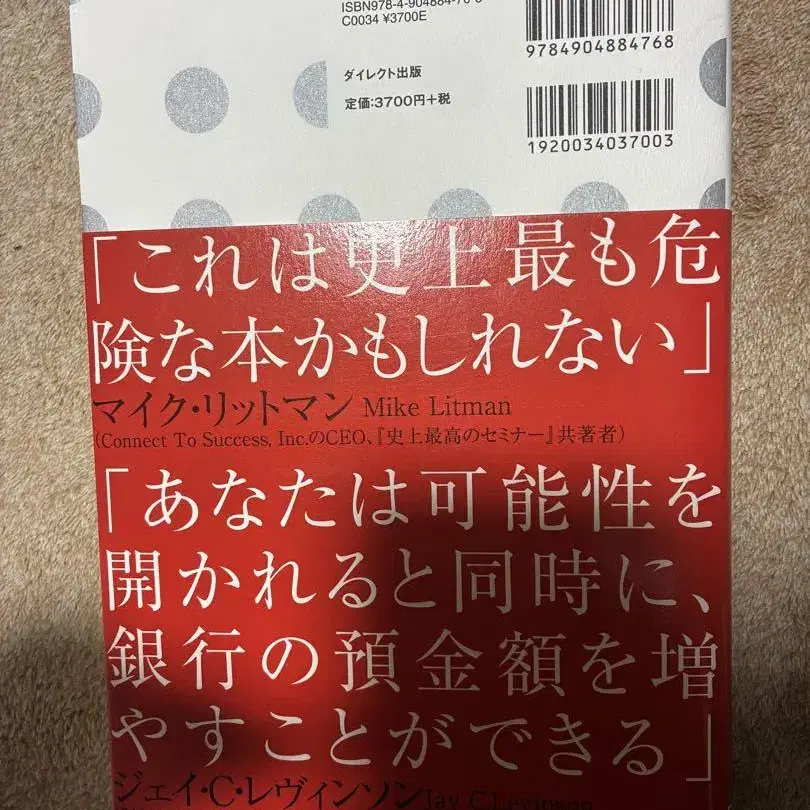 ISBN978-4-904884-76-8
C0034 ¥3700E
9784904884768
ダイレクト出版
定価:3700円+税
1920034037003
「これは史上最も危
険な本かもしれない」
マイク・リットマン Mike Litman
(Connect To Success, Inc.のCEO、『史上最高のセミナー』共著者)
「あなたは可能性を
開かれると同時に、
銀行の預金額を増
やすことができる」
ジェイ・C・レヴィンソン Jay C.Levinson